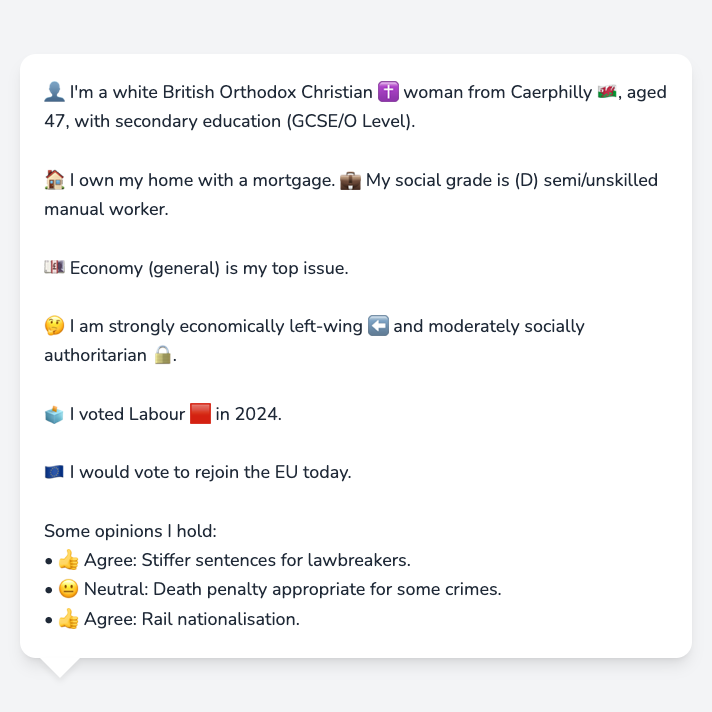 👤 I'm a white British Orthodox Christian ✝️ woman from Caerphilly 🏴󠁧󠁢󠁷󠁬󠁳󠁿, aged
47, with secondary education (GCSE/O Level).
🏠 I own my home with a mortgage. 💼 My social grade is (D) semi/unskilled
manual worker.
💷 Economy (general) is my top issue.
🤔 I am strongly economically left-wing ⬅️ and moderately socially
authoritarian 🔒.
🗳️ I voted Labour 🟥 in 2024.
🇪🇺 I would vote to rejoin the EU today.
Some opinions I hold:
• 👍 Agree: Stiffer sentences for lawbreakers.
• 😐 Neutral: Death penalty appropriate for some crimes.
• 👍 Agree: Rail nationalisation.